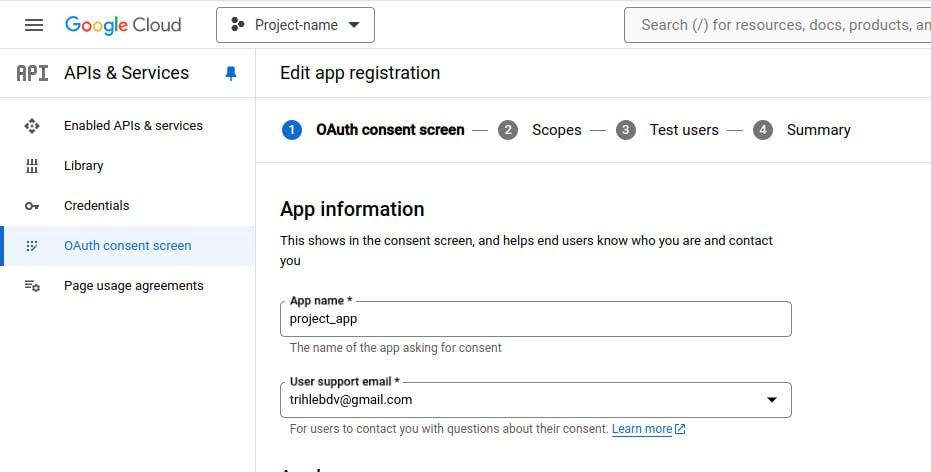 Google Cloud
Project-name
Search (/) for resources, docs, products, an
API
APIs & Services
Edit app registration
Enabled APIs & services
Library
Credentials
OAuth consent screen
Page usage agreements
1 OAuth consent screen — 2 Scopes — 3 Test users — 4 Summary
App information
This shows in the consent screen, and helps end users know who you are and contact
you
App name *
project_app
The name of the app asking for consent
User support email *
trihlebdv@gmail.com
For users to contact you with questions about their consent. Learn more